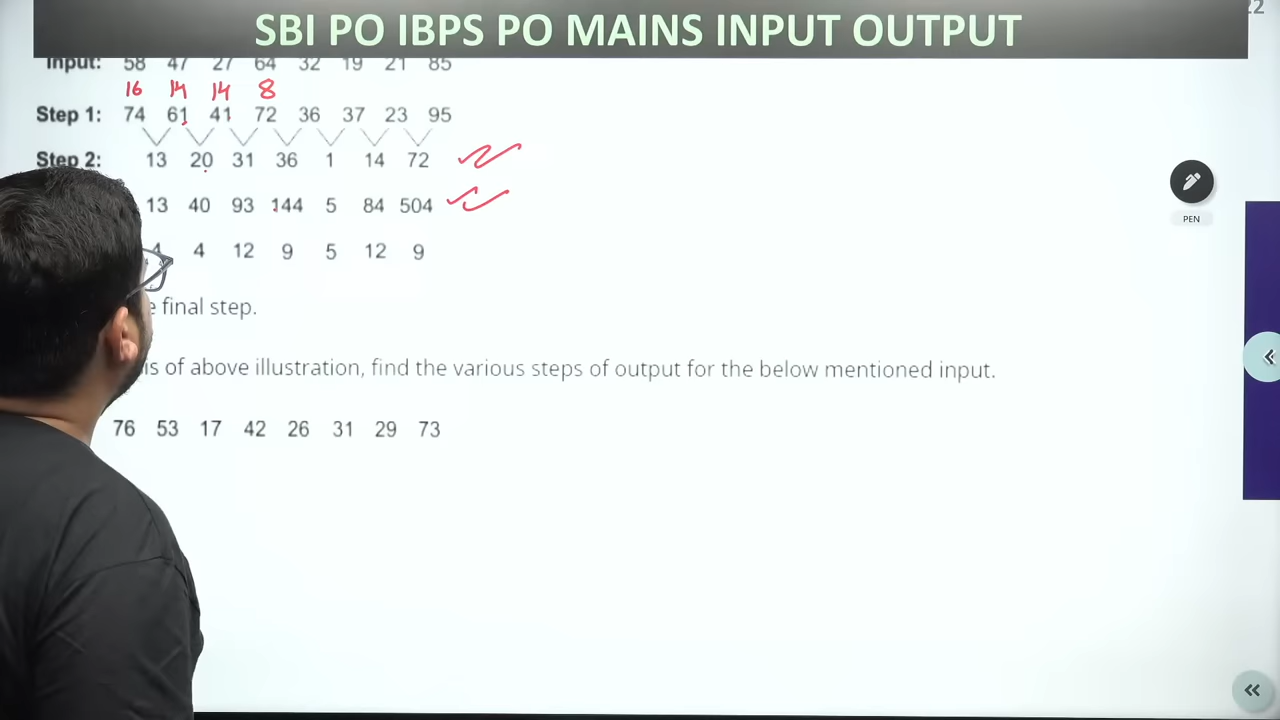 SBI PO IBPS PO MAINS INPUT OUTPUT
22
Input: 58 47 27 64 32 19 21 85
16 14 14 8
Step 1: 74 61 41 72 36 37 23 95
Step 2: 13 20 31 36 1 14 72
13 40 93 144 5 84 504
4 4 12 9 5 12 9
e final step.
is of above illustration, find the various steps of output for the below mentioned input.
76 53 17 42 26 31 29 73
PEN